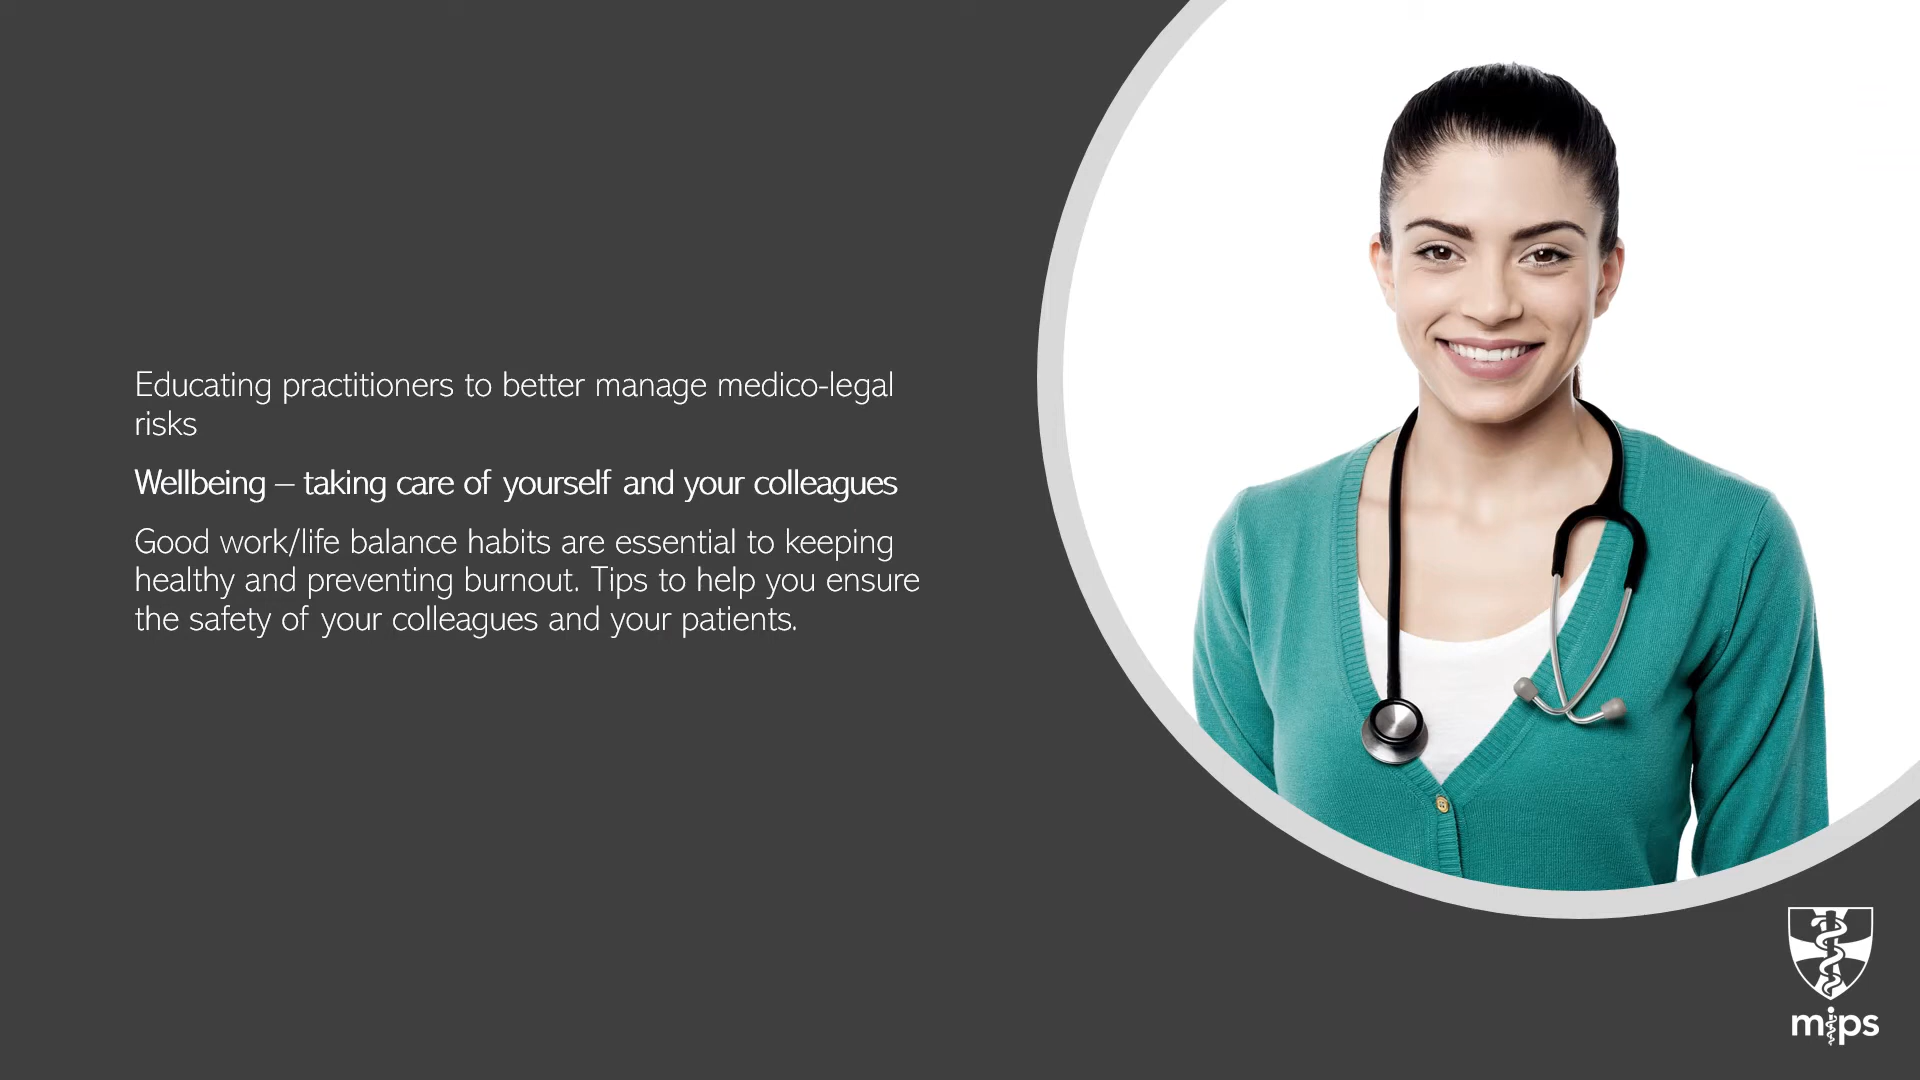 Educating practitioners to better manage medico-legal
risks
Wellbeing – taking care of yourself and your colleagues
Good work/life balance habits are essential to keeping
healthy and preventing burnout. Tips to help you ensure
the safety of your colleagues and your patients.
mips